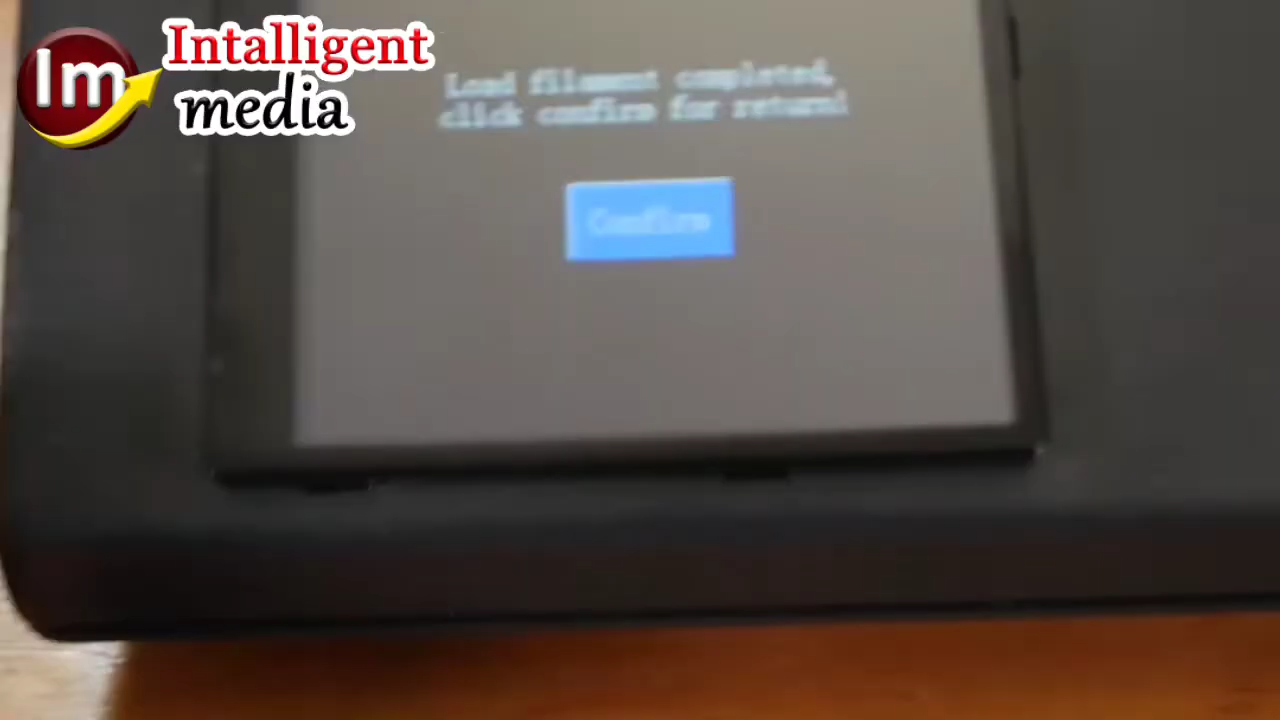 Im
Intalligent
media
Load filament completed,
click confirm for return!
Confirm